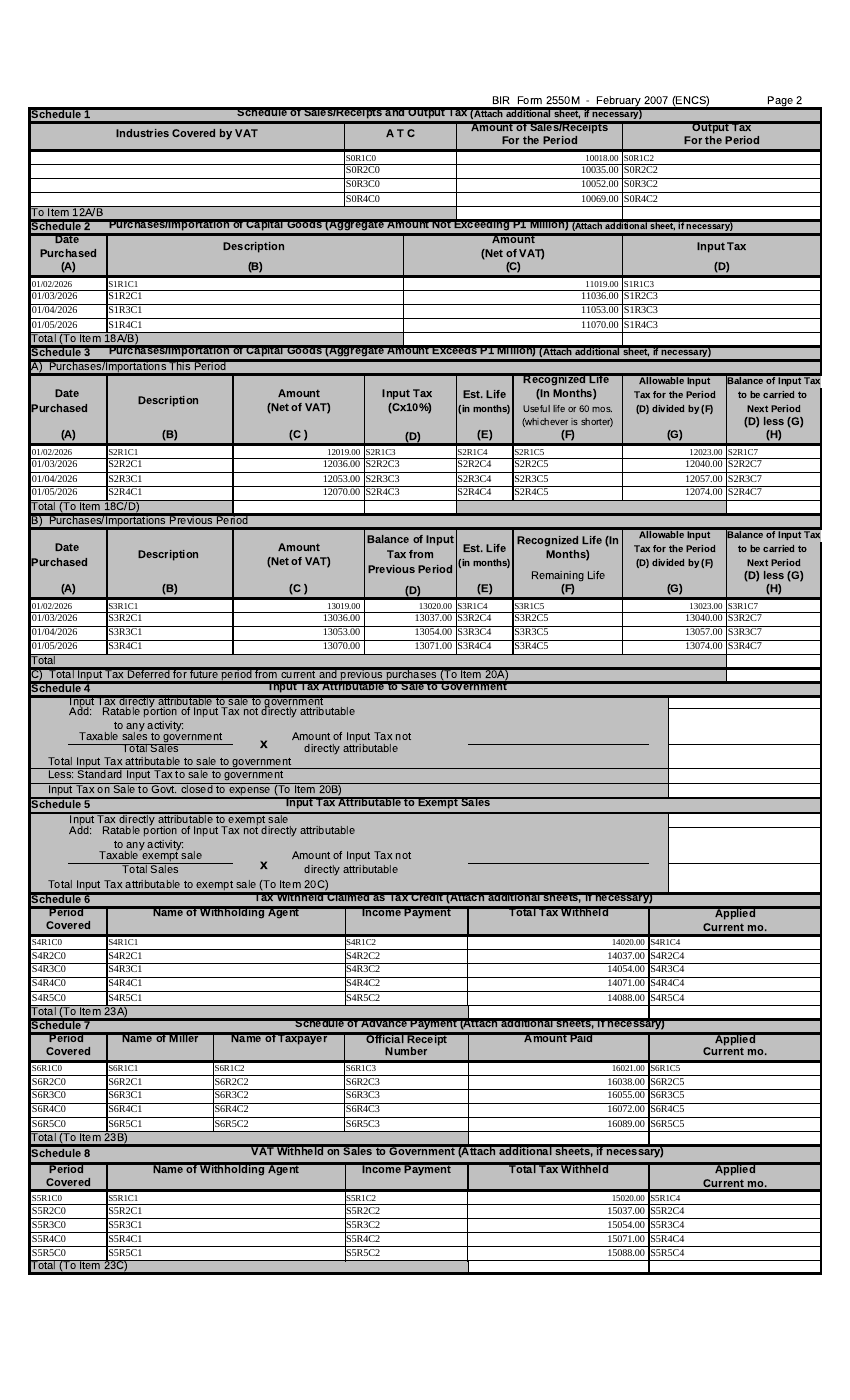 BIR Form 2550M - February 2007 (ENCS) Page 2
Schedule 1 Schedule of Sales/Receipts and Output Tax (Attach additional sheet, if necessary)
Industries Covered by VAT A T C Amount of Sales/Receipts For the Period Output Tax For the Period
S0R1C0 10018.00 S0R1C2
S0R2C0 10035.00 S0R2C2
S0R3C0 10052.00 S0R3C2
S0R4C0 10069.00 S0R4C2
To Item 12A/B
Schedule 2 Purchases/Importation of Capital Goods (Aggregate Amount Not Exceeding P1 Million) (Attach additional sheet, if necessary)
Date Purchased (A) Description (B) Amount (Net of VAT) (C) Input Tax (D)
01/02/2026 S1R1C1 11019.00 S1R1C3
01/03/2026 S1R2C1 11036.00 S1R2C3
01/04/2026 S1R3C1 11053.00 S1R3C3
01/05/2026 S1R4C1 11070.00 S1R4C3
Total (To Item 18A/B)
Schedule 3 Purchases/Importation of Capital Goods (Aggregate Amount Exceeds P1 Million) (Attach additional sheet, if necessary)
A) Purchases/Importations This Period
Date Purchased (A) Description (B) Amount (Net of VAT) (C ) Input Tax (Cx10%) (D) Est. Life (in months) (E) Recognized Life (In Months) Useful life or 60 mos. (whichever is shorter) (F) Allowable Input Tax for the Period (D) divided by (F) (G) Balance of Input Tax to be carried to Next Period (D) less (G) (H)
01/02/2026 S2R1C1 12019.00 S2R1C3 S2R1C4 S2R1C5 12023.00 S2R1C7
01/03/2026 S2R2C1 12036.00 S2R2C3 S2R2C4 S2R2C5 12040.00 S2R2C7
01/04/2026 S2R3C1 12053.00 S2R3C3 S2R3C4 S2R3C5 12057.00 S2R3C7
01/05/2026 S2R4C1 12070.00 S2R4C3 S2R4C4 S2R4C5 12074.00 S2R4C7
Total (To Item 18C/D)
B) Purchases/Importations Previous Period
Date Purchased (A) Description (B) Amount (Net of VAT) (C ) Balance of Input Tax from Previous Period (D) Est. Life (in months) (E) Recognized Life (In Months) Remaining Life (F) Allowable Input Tax for the Period (D) divided by (F) (G) Balance of Input Tax to be carried to Next Period (D) less (G) (H)
01/02/2026 S3R1C1 13019.00 13020.00 S3R1C4 S3R1C5 13023.00 S3R1C7
01/03/2026 S3R2C1 13036.00 13037.00 S3R2C4 S3R2C5 13040.00 S3R2C7
01/04/2026 S3R3C1 13053.00 13054.00 S3R3C4 S3R3C5 13057.00 S3R3C7
01/05/2026 S3R4C1 13070.00 13071.00 S3R4C4 S3R4C5 13074.00 S3R4C7
Total
C) Total Input Tax Deferred for future period from current and previous purchases (To Item 20A)
Schedule 4 Input Tax Attributable to Sale to Government
Input Tax directly attributable to sale to government
Add: Ratable portion of Input Tax not directly attributable
to any activity:
Taxable sales to government x Amount of Input Tax not
Total Sales directly attributable
Total Input Tax attributable to sale to government
Less: Standard Input Tax to sale to government
Input Tax on Sale to Govt. closed to expense (To Item 20B)
Schedule 5 Input Tax Attributable to Exempt Sales
Input Tax directly attributable to exempt sale
Add: Ratable portion of Input Tax not directly attributable
to any activity:
Taxable exempt sale x Amount of Input Tax not
Total Sales directly attributable
Total Input Tax attributable to exempt sale (To Item 20C)
Schedule 6 Tax Withheld Claimed as Tax Credit (Attach additional sheets, if necessary)
Period Covered Name of Withholding Agent Income Payment Total Tax Withheld Applied Current mo.
S4R1C0 S4R1C1 S4R1C2 14020.00 S4R1C4
S4R2C0 S4R2C1 S4R2C2 14037.00 S4R2C4
S4R3C0 S4R3C1 S4R3C2 14054.00 S4R3C4
S4R4C0 S4R4C1 S4R4C2 14071.00 S4R4C4
S4R5C0 S4R5C1 S4R5C2 14088.00 S4R5C4
Total (To Item 23A)
Schedule 7 Schedule of Advance Payment (Attach additional sheets, if necessary)
Period Covered Name of Miller Name of Taxpayer Official Receipt Number Amount Paid Applied Current mo.
S6R1C0 S6R1C1 S6R1C2 S6R1C3 16021.00 S6R1C5
S6R2C0 S6R2C1 S6R2C2 S6R2C3 16038.00 S6R2C5
S6R3C0 S6R3C1 S6R3C2 S6R3C3 16055.00 S6R3C5
S6R4C0 S6R4C1 S6R4C2 S6R4C3 16072.00 S6R4C5
S6R5C0 S6R5C1 S6R5C2 S6R5C3 16089.00 S6R5C5
Total (To Item 23B)
Schedule 8 VAT Withheld on Sales to Government (Attach additional sheets, if necessary)
Period Covered Name of Withholding Agent Income Payment Total Tax Withheld Applied Current mo.
S5R1C0 S5R1C1 S5R1C2 15020.00 S5R1C4
S5R2C0 S5R2C1 S5R2C2 15037.00 S5R2C4
S5R3C0 S5R3C1 S5R3C2 15054.00 S5R3C4
S5R4C0 S5R4C1 S5R4C2 15071.00 S5R4C4
S5R5C0 S5R5C1 S5R5C2 15088.00 S5R5C4
Total (To Item 23C)